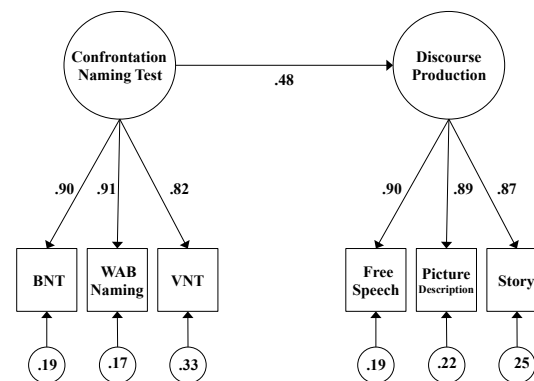 Confrontation
Naming Test
Discourse
Production
.48
.90
.91
.82
.90
.89
.87
BNT
WAB
Naming
VNT
Free
Speech
Picture
Description
Story
.19
.17
.33
.19
.22
25